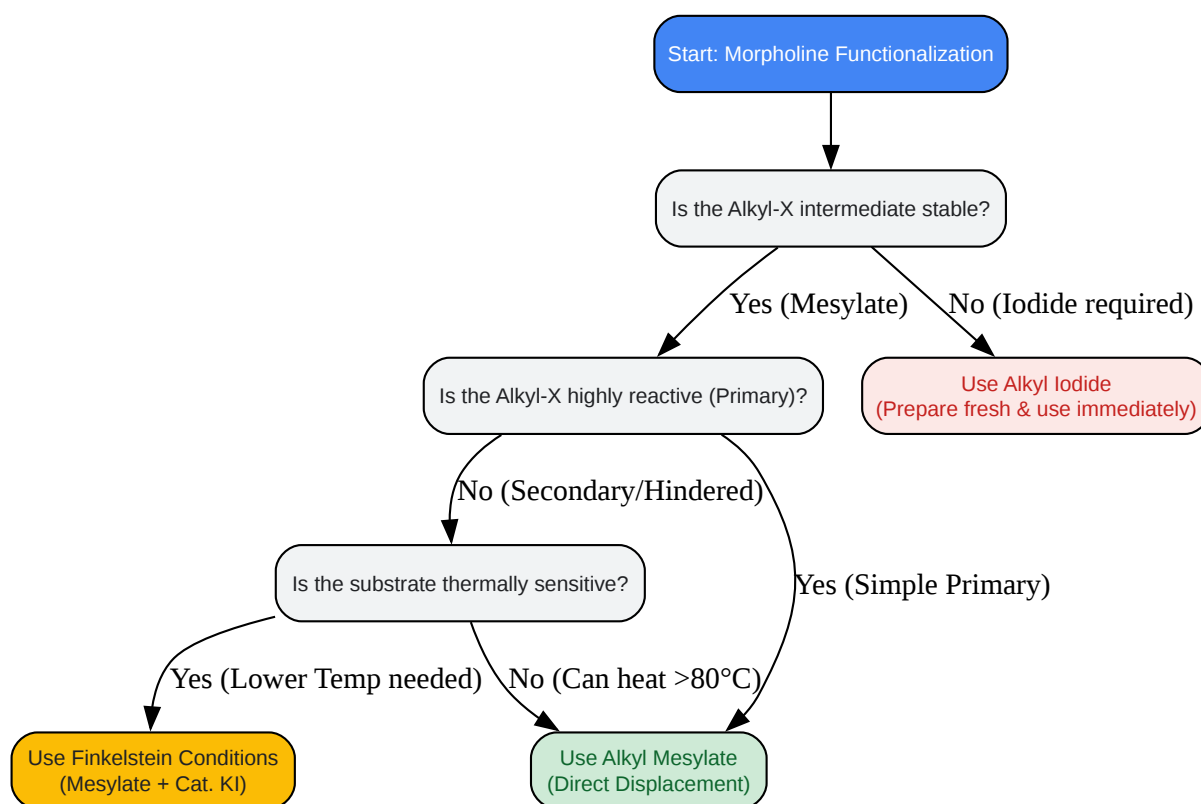 Start: Morpholine Functionalization
Is the Alkyl-X intermediate stable?
Yes (Mesylate)
No (Iodide required)
Is the Alkyl-X highly reactive (Primary)?
Use Alkyl Iodide
(Prepare fresh & use immediately)
No (Secondary/Hindered)
Is the substrate thermally sensitive?
Yes (Simple Primary)
Yes (Lower Temp needed)
No (Can heat >80°C)
Use Finkelstein Conditions
(Mesylate + Cat. KI)
Use Alkyl Mesylate
(Direct Displacement)